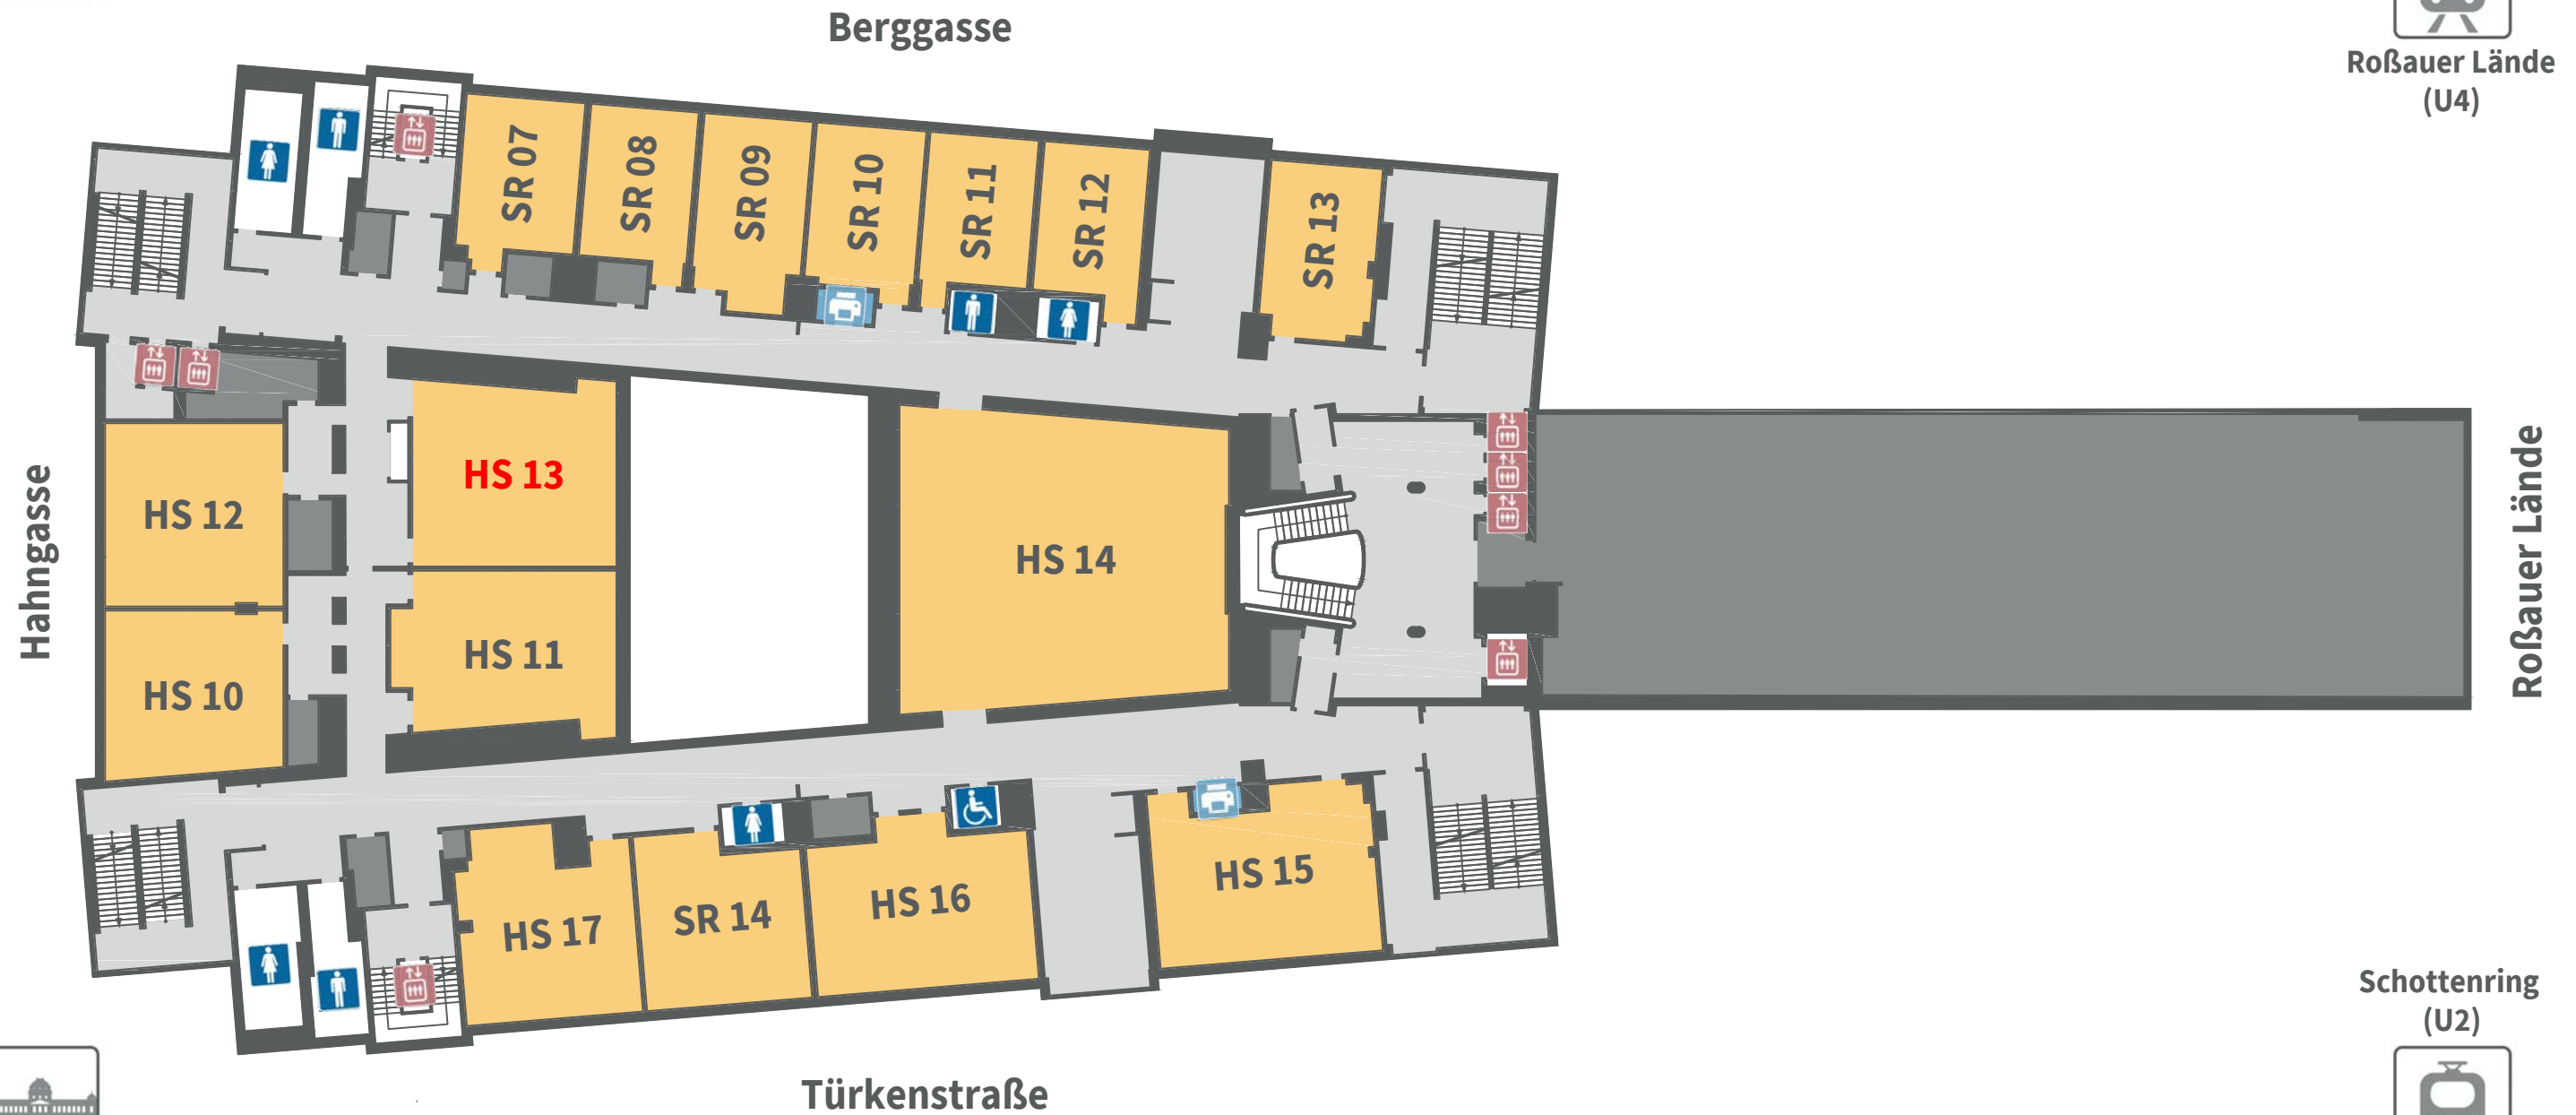 Berggasse
Roßauer Lände
(U4)
SR 07
SR 08
SR 09
SR 10
SR 11
SR 12
SR 13
Hahngasse
HS 12
HS 13
HS 14
HS 11
HS 10
Roßauer Lände
HS 17
SR 14
HS 16
HS 15
Schottenring
(U2)
Türkenstraße